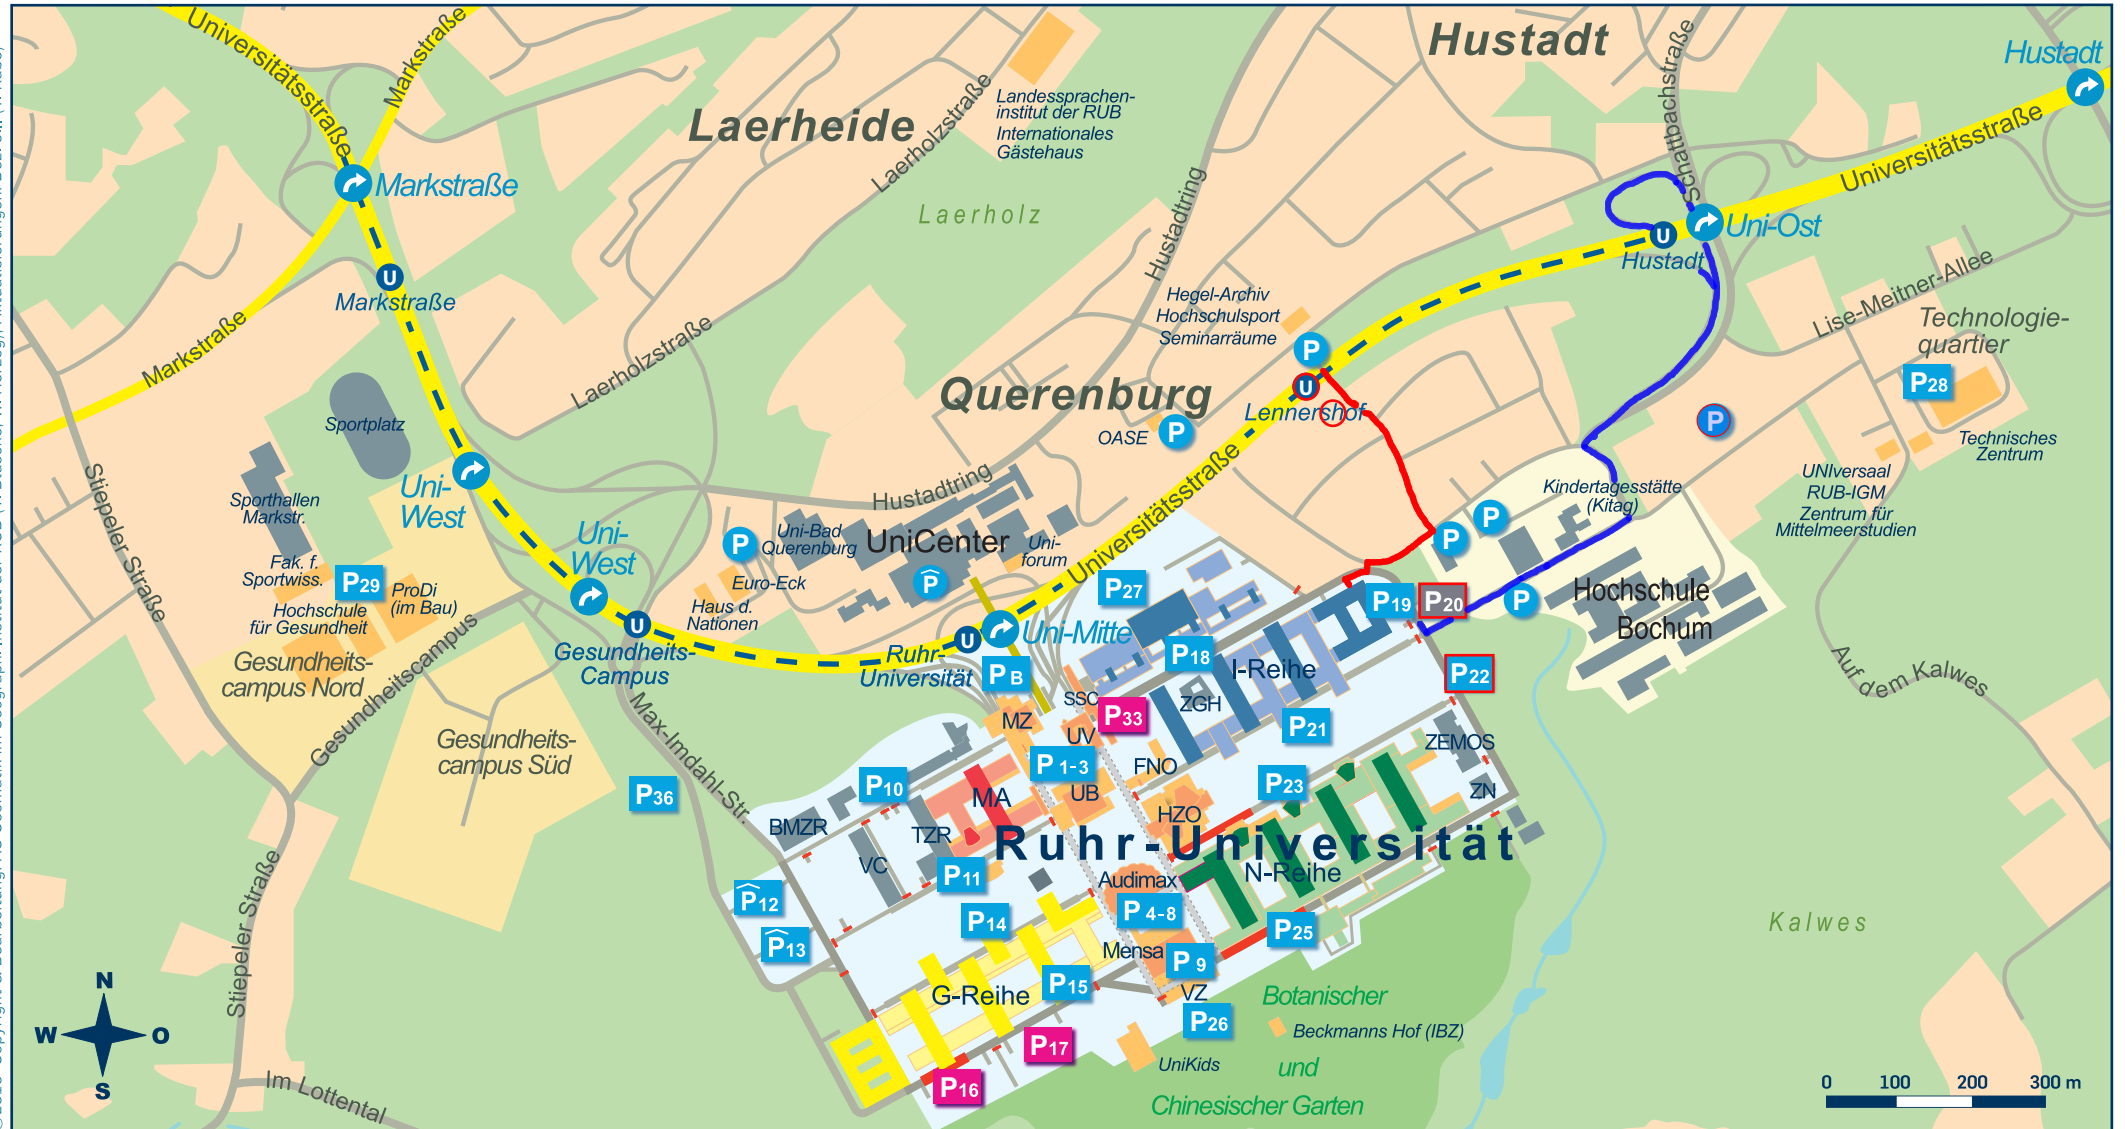 Universitätsstraße
Markstraße
Hustadt
Hustadt
Laerheide
Laerholzstraße
Landessprachen-
institut der RUB
Internationales
Gästehaus
Schattbachstraße
Universitätsstraße
Markstraße
Laerholz
Hustadtring
Uni-Ost
U
Hustadt
U
Markstraße
Lise-Meitner-Allee
Technologie-
quartier
Hegel-Archiv
Hochschulsport
Seminarräume
P
Markstraße
Laerholzstraße
Querenburg
U
Lennershof
P28
Technisches
Zentrum
P
Sportplatz
OASE
P
Stiepeler Straße
Sporthallen
Markstr.
Uni-
West
Hustadtring
Universitätsstraße
Kindertagesstätte
(Kitag)
UNIversaal
RUB-IGM
Zentrum für
Mittelmeerstudien
P
P
Uni-
West
P
Uni-Bad
Querenburg
UniCenter
Uni-
forum
Fak. f.
Sportwiss.
P29
ProDi
(im Bau)
Hochschule
für Gesundheit
Euro-Eck
P
Haus d.
Nationen
P27
P19
P20
P
Hochschule
Bochum
U
Gesundheits-
Campus
Ruhr-
Universität
U
Uni-Mitte
PB
P18
I-Reihe
P22
Gesundheits-
campus Nord
Gesundheitscampus
Max-Imdahl-Str.
Auf dem Kalwes
SSC
ZGH
MZ
UV
P33
P21
Gesundheits-
campus Süd
ZEMOS
P36
P10
P 1-3
FNO
P23
ZN
MA
UB
HZO
BMZR
TZR
Ruhr-Universität
VC
P11
Audimax
N-Reihe
P12
P14
P 4-8
P25
Kalwes
P13
Mensa
P 9
Stiepeler Straße
G-Reihe
P15
VZ
Botanischer
P26
Beckmanns Hof (IBZ)
P17
UniKids
und
P16
Chinesischer Garten
Im Lottental
N
W
O
S
0
100
200
300 m